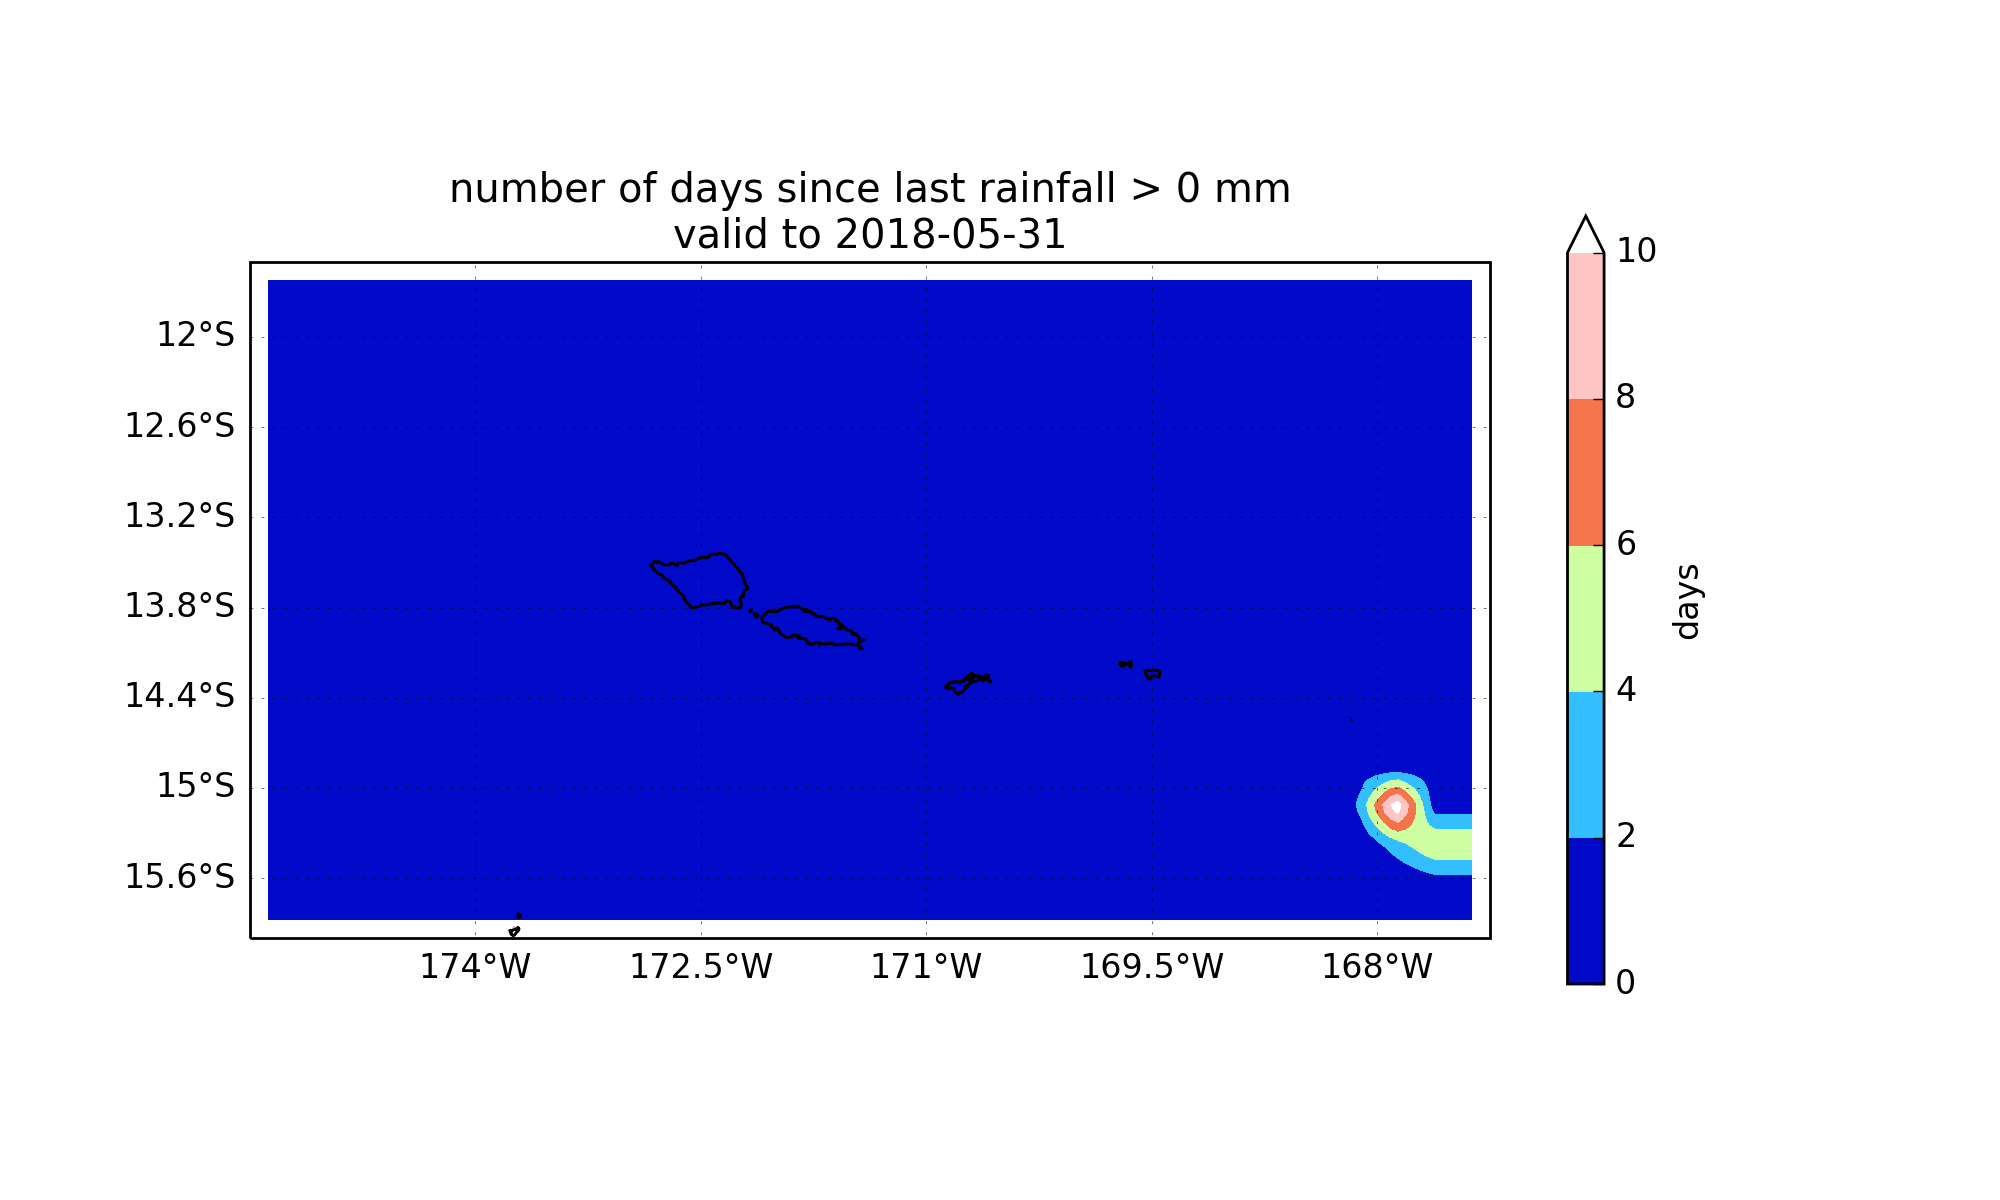 number of days since last rainfall > 0 mm
valid to 2018-05-31
12°S
12.6°S
13.2°S
13.8°S
14.4°S
15°S
15.6°S
174°W
172.5°W
171°W
169.5°W
168°W
10
8
6
4
2
0
days